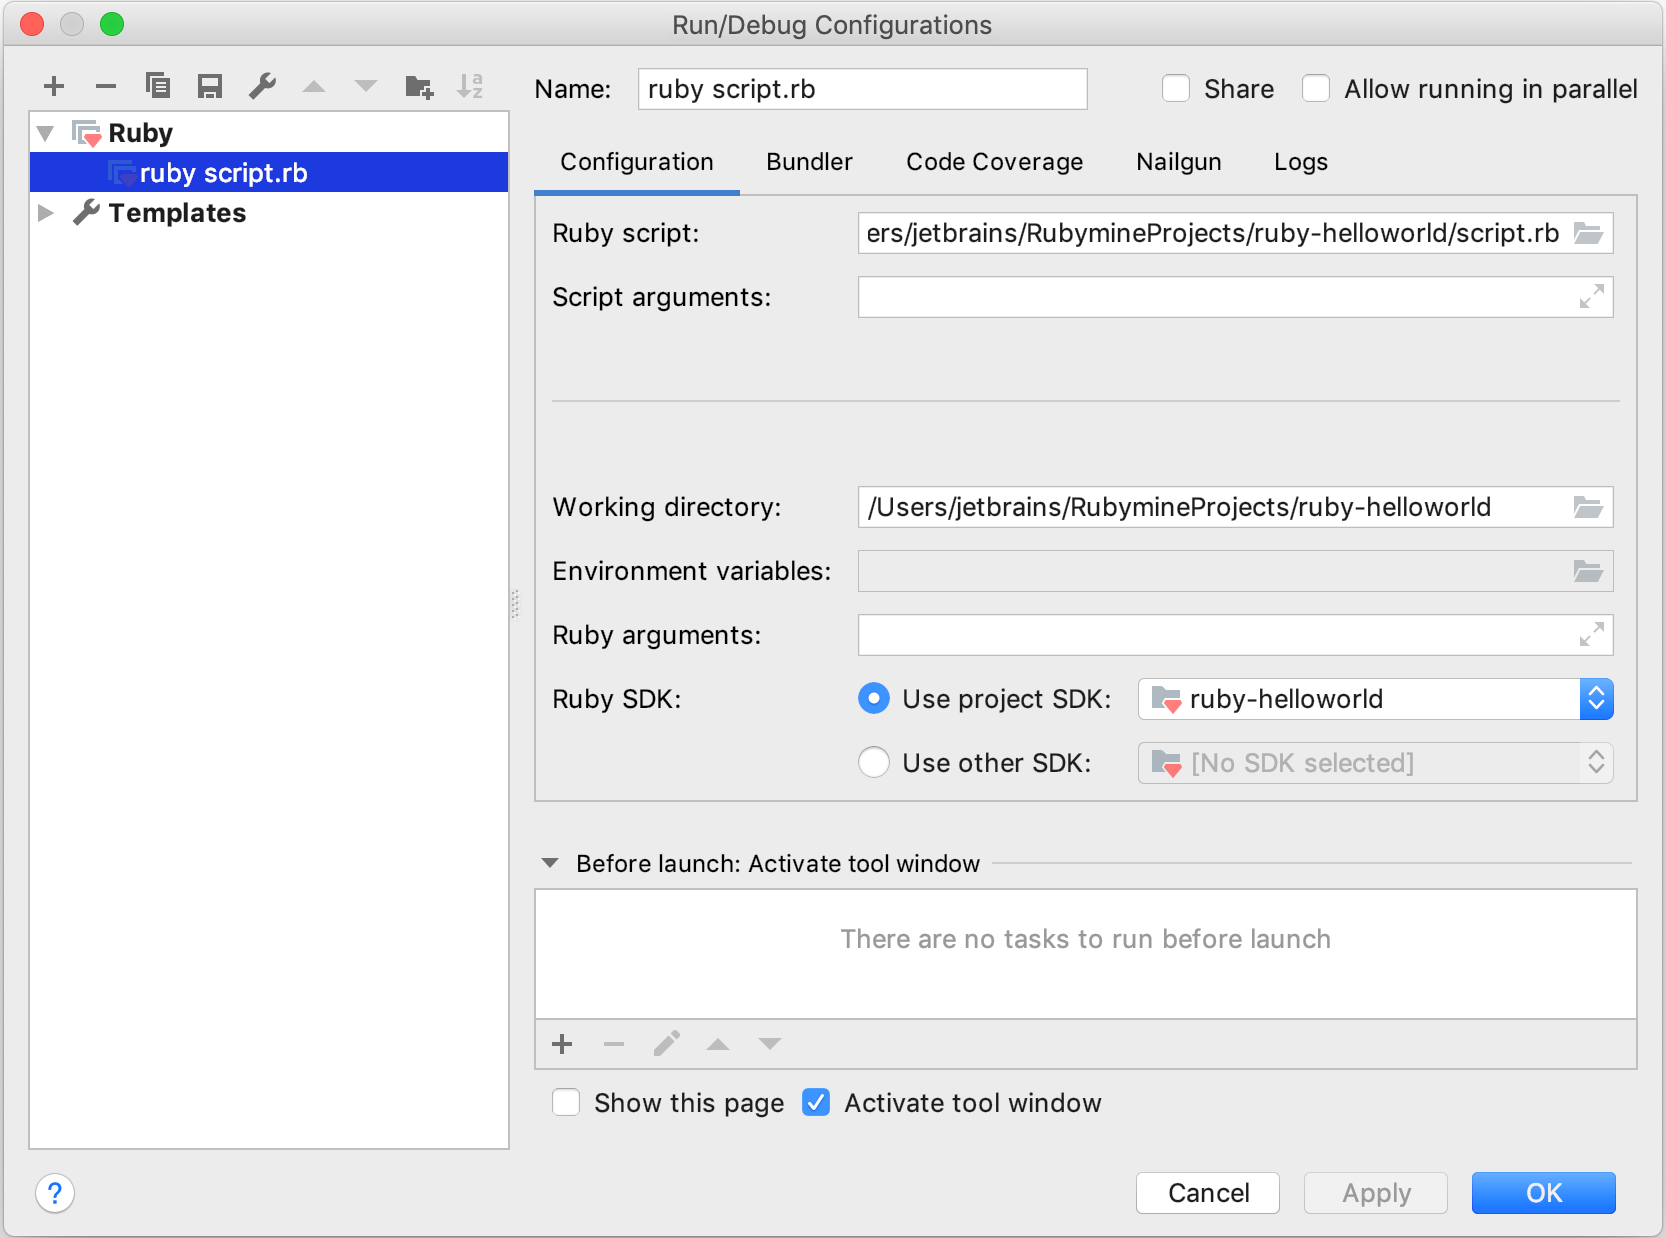 Run/Debug Configurations
Name: ruby script.rb Share Allow running in parallel
Ruby
ruby script.rb
Templates
Configuration Bundler Code Coverage Nailgun Logs
Ruby script: ers/jetbrains/RubymineProjects/ruby-helloworld/script.rb
Script arguments:
Working directory: /Users/jetbrains/RubymineProjects/ruby-helloworld
Environment variables:
Ruby arguments:
Ruby SDK: Use project SDK: ruby-helloworld
Use other SDK: [No SDK selected]
Before launch: Activate tool window
There are no tasks to run before launch
Show this page Activate tool window
? Cancel Apply OK